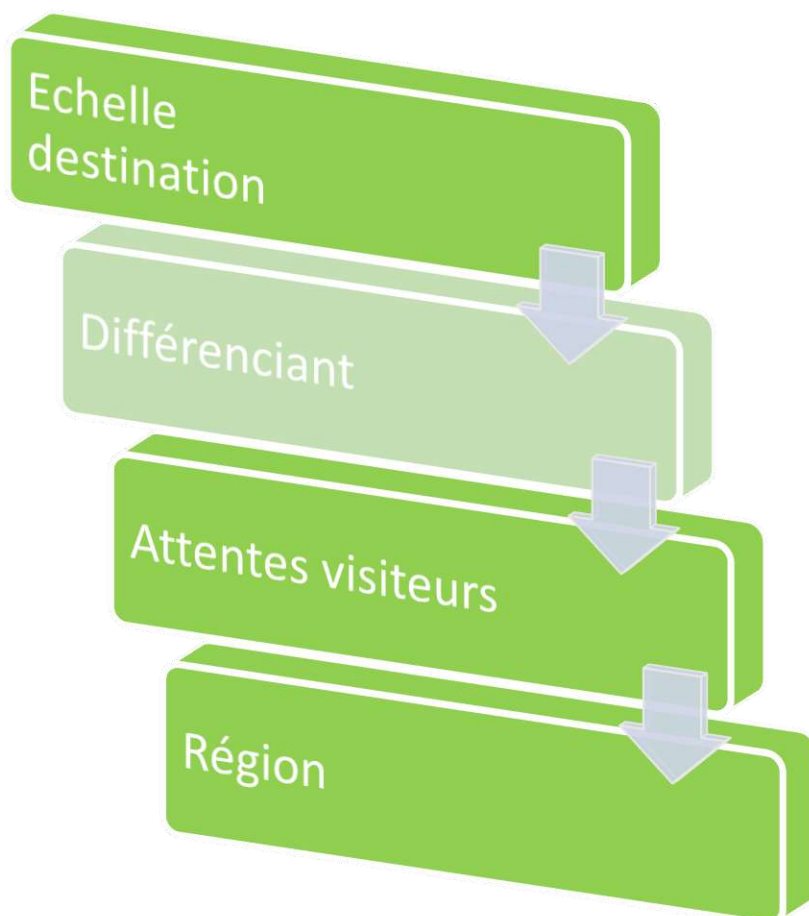 Echelle
destination
Différenciant
Attentes visiteurs
Région